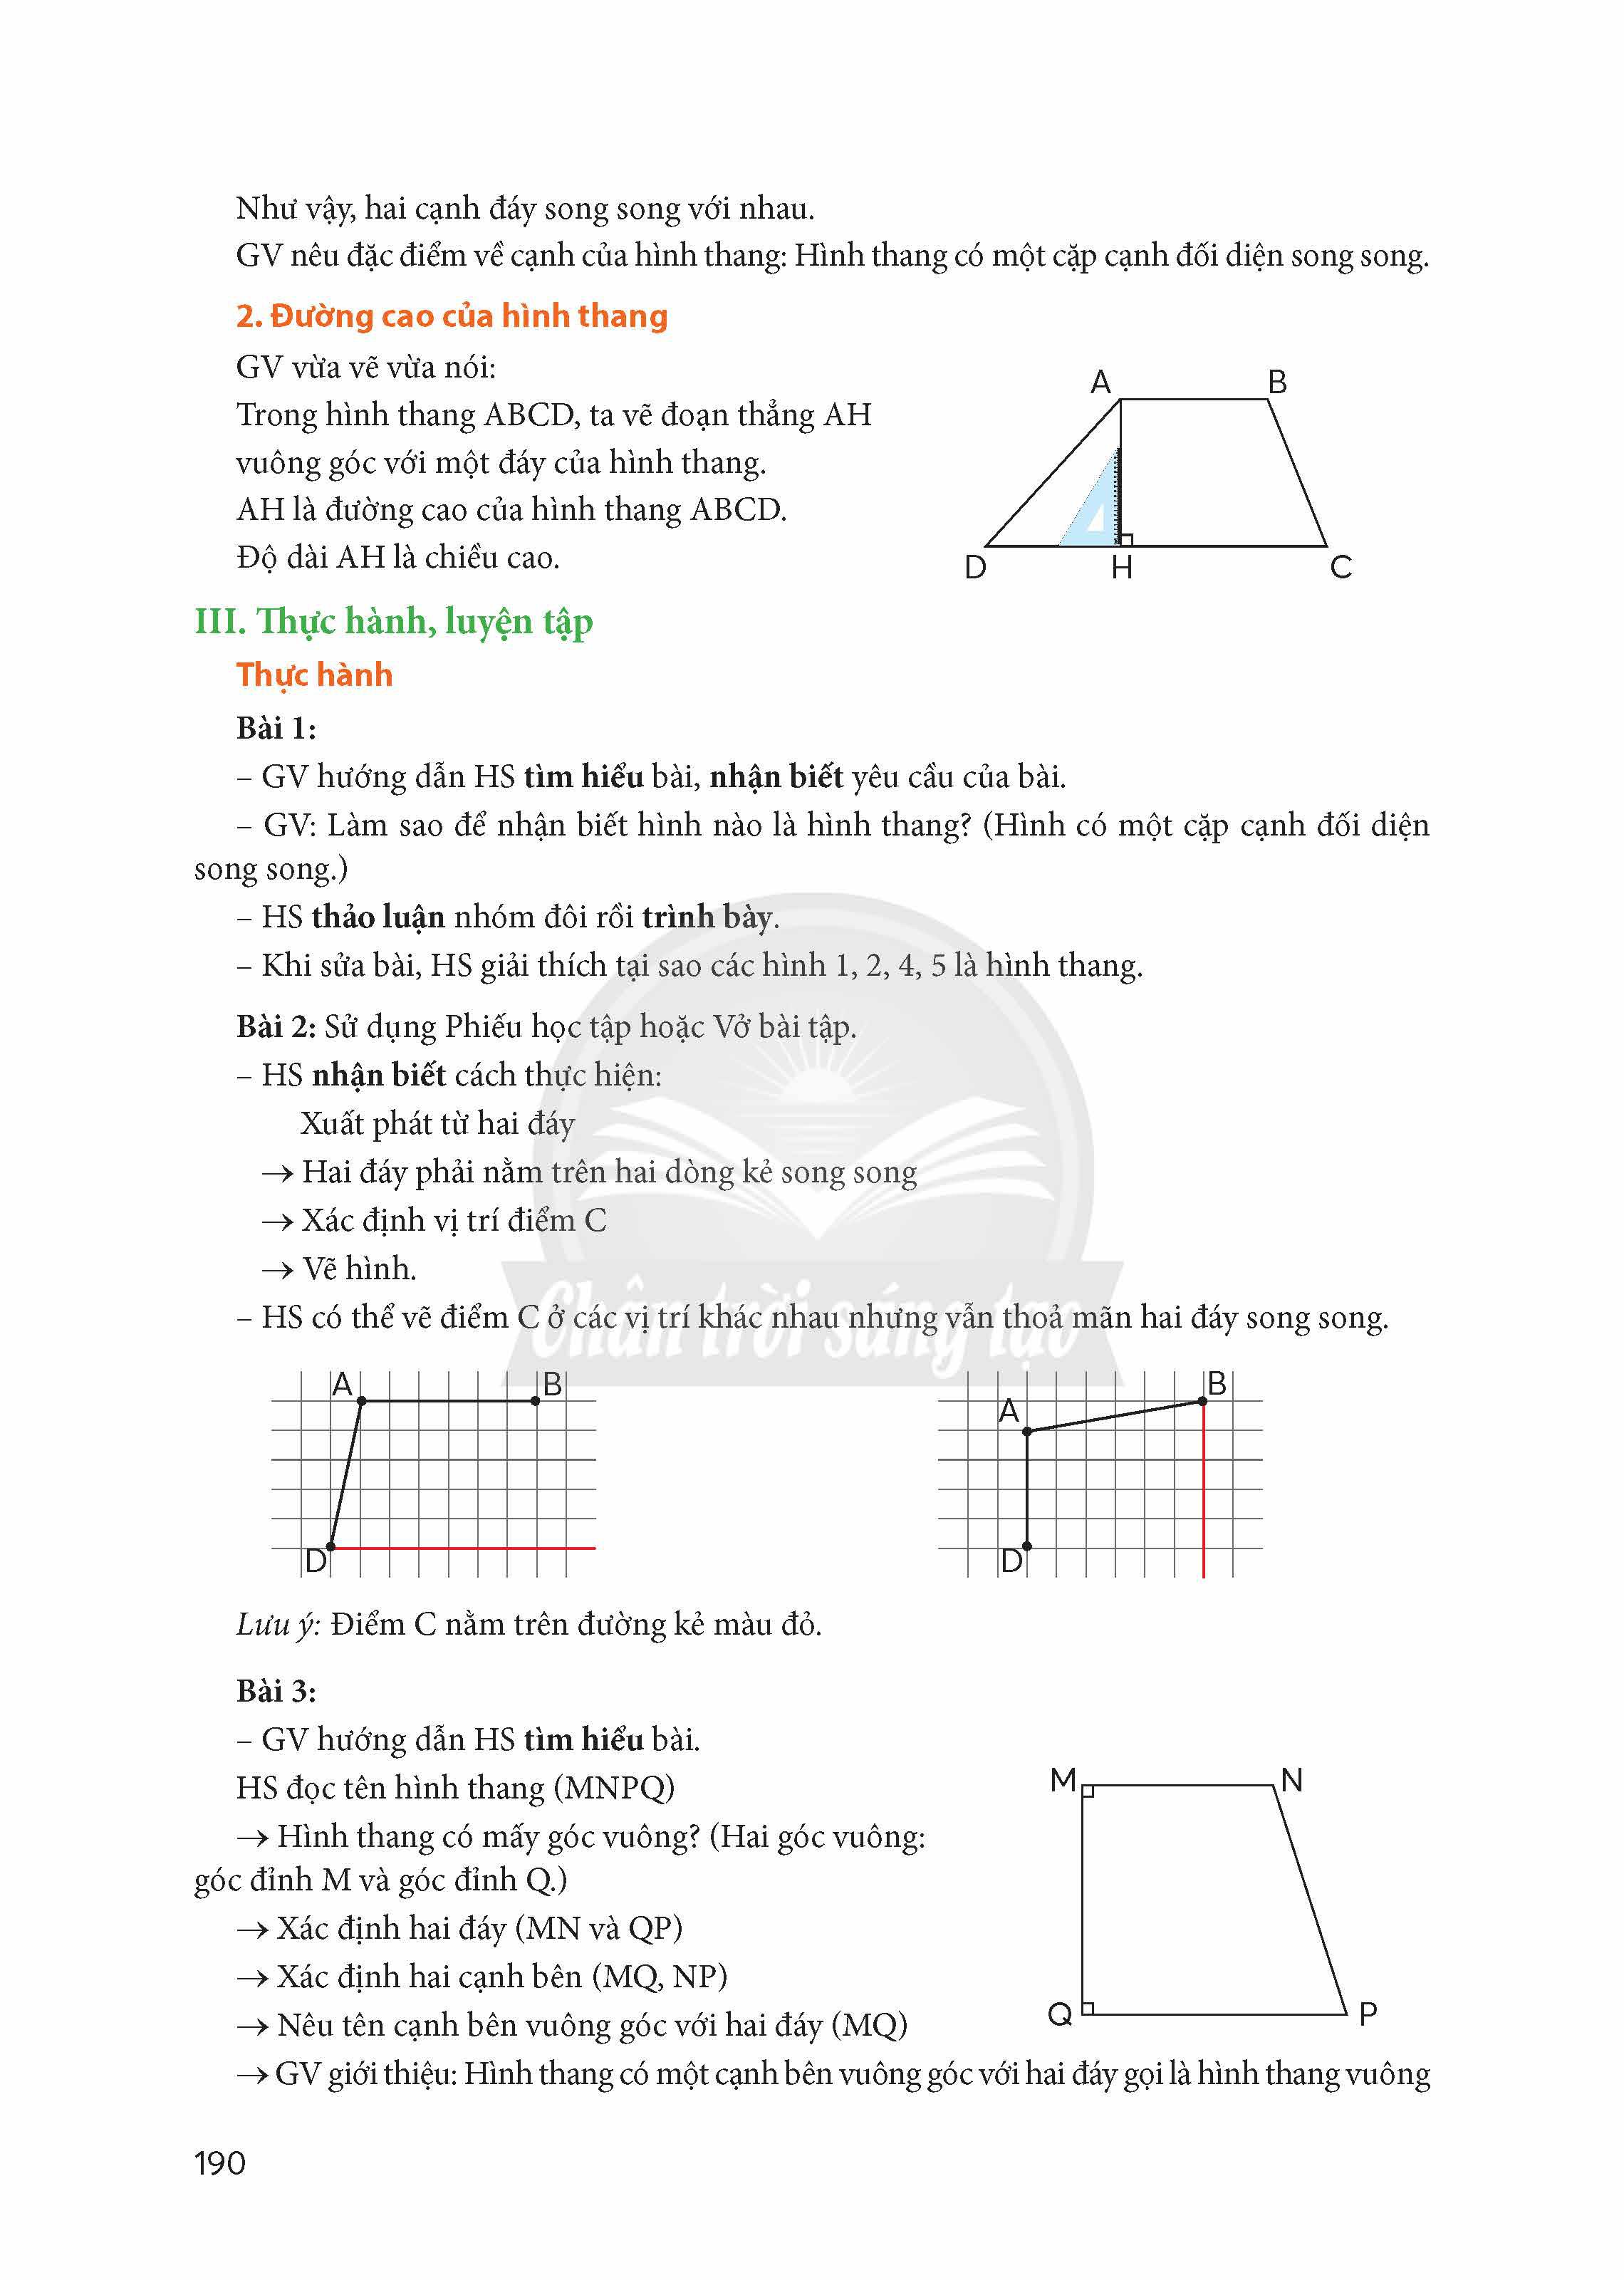 Như vậy, hai cạnh đáy song song với nhau.
GV nêu đặc điểm về cạnh của hình thang: Hình thang có một cặp cạnh đối diện song song.
2. Đường cao của hình thang
GV vừa vẽ vừa nói:
Trong hình thang ABCD, ta vẽ đoạn thẳng AH
vuông góc với một đáy của hình thang.
AH là đường cao của hình thang ABCD.
Độ dài AH là chiều cao.
A B
D H C
III. Thực hành, luyện tập
Thực hành
Bài 1:
– GV hướng dẫn HS tìm hiểu bài, nhận biết yêu cầu của bài.
– GV: Làm sao để nhận biết hình nào là hình thang? (Hình có một cặp cạnh đối diện
song song.)
– HS thảo luận nhóm đôi rồi trình bày.
– Khi sửa bài, HS giải thích tại sao các hình 1, 2, 4, 5 là hình thang.
Bài 2: Sử dụng Phiếu học tập hoặc Vở bài tập.
– HS nhận biết cách thực hiện:
Xuất phát từ hai đáy
→ Hai đáy phải nằm trên hai dòng kẻ song song
→ Xác định vị trí điểm C
→ Vẽ hình.
– HS có thể vẽ điểm C ở các vị trí khác nhau nhưng vẫn thoả mãn hai đáy song song.
Chân trời sáng tạo
A B
D
A B
D
Lưu ý: Điểm C nằm trên đường kẻ màu đỏ.
Bài 3:
– GV hướng dẫn HS tìm hiểu bài.
HS đọc tên hình thang (MNPQ)
→ Hình thang có mấy góc vuông? (Hai góc vuông:
góc đỉnh M và góc đỉnh Q.)
→ Xác định hai đáy (MN và QP)
→ Xác định hai cạnh bên (MQ, NP)
→ Nêu tên cạnh bên vuông góc với hai đáy (MQ)
M N
Q P
→ GV giới thiệu: Hình thang có một cạnh bên vuông góc với hai đáy gọi là hình thang vuông
190